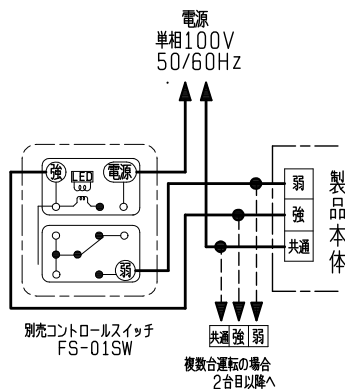 電源
単相100V
50/60Hz
強
LED
電源
弱
弱
強
共通
製品本体
別売コントロールスイッチ
FS-01SW
共通 強 弱
複数台運転の場合
2台目以降へ